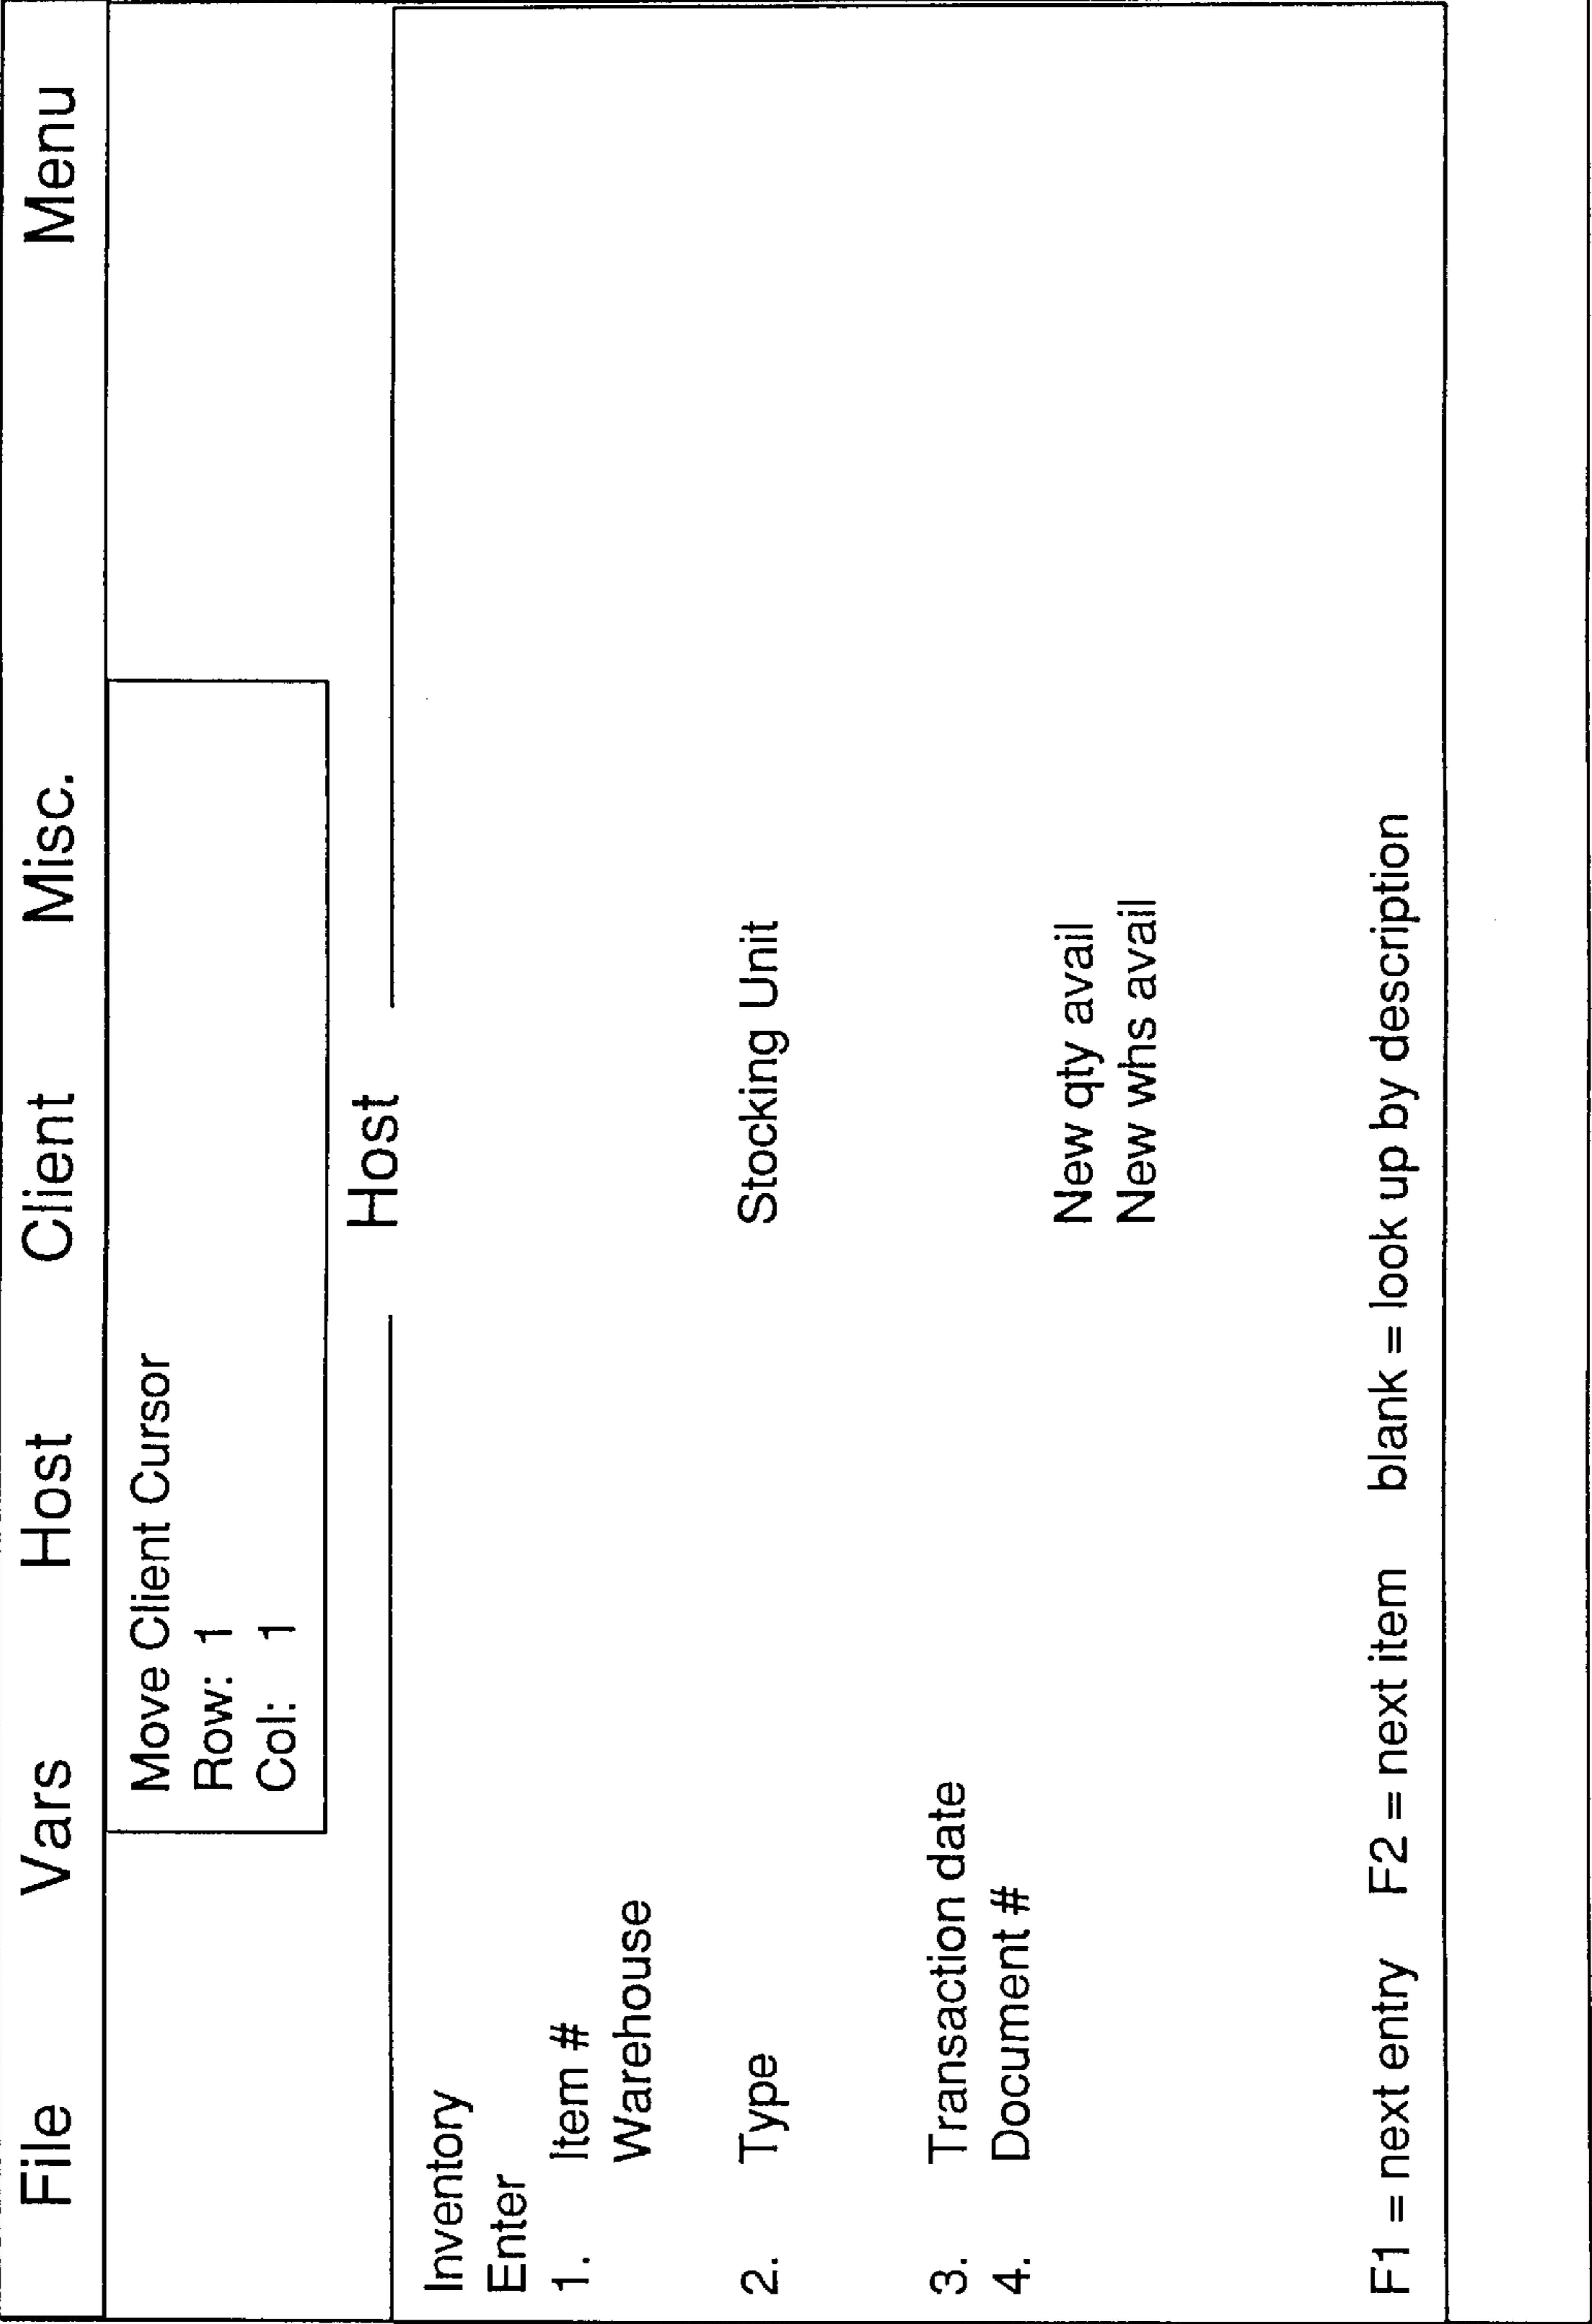 File Vars Host Client Misc. Menu
Move Client Cursor
Row: 1
Col: 1
Host
Inventory
Enter
1. Item #
Warehouse
2. Type Stocking Unit
3. Transaction date
4. Document #
New qty avail
New whs avail
F1 = next entry F2 = next item blank = look up by description